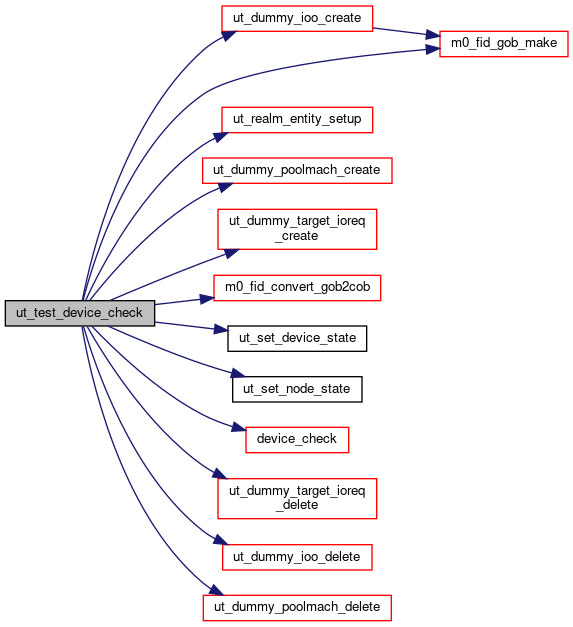 ut_dummy_ioo_create
m0_fid_gob_make
ut_realm_entity_setup
ut_dummy_poolmach_create
ut_dummy_target_ioreq
_create
m0_fid_convert_gob2cob
ut_test_device_check
ut_set_device_state
ut_set_node_state
device_check
ut_dummy_target_ioreq
_delete
ut_dummy_ioo_delete
ut_dummy_poolmach_delete